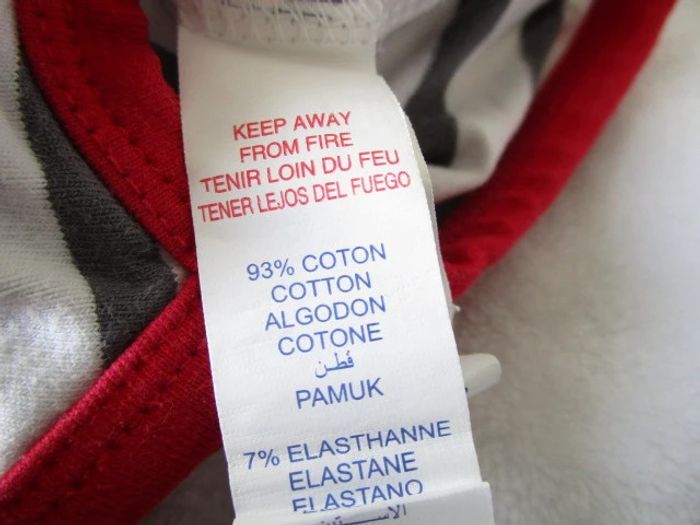 KEEP AWAY
FROM FIRE
TENIR LOIN DU FEU
TENER LEJOS DEL FUEGO
93% COTON
COTTON
ALGODON
COTONE
قطن
PAMUK
7% ELASTHANNE
ELASTANE
ELASTANO